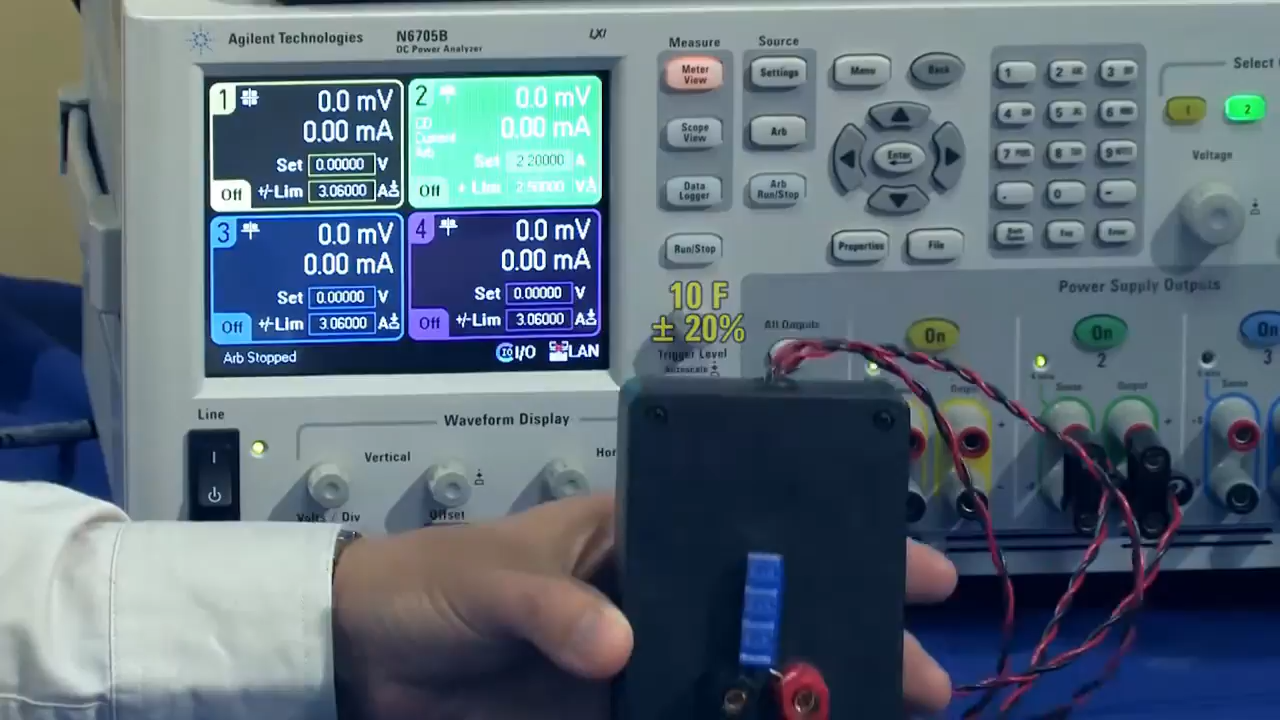 Agilent Technologies
N6705B
DC Power Analyzer
LXI
1
0.0 mV
0.00 mA
Set 0.00000 V
Off +/-Lim 3.06000 A
2
0.0 mV
0.00 mA
Set 2.20000 A
Off + Lim 2.50000 V
3
0.0 mV
0.00 mA
Set 0.00000 V
Off +/-Lim 3.06000 A
4
0.0 mV
0.00 mA
Set 0.00000 V
Off +/-Lim 3.06000 A
Arb Stopped
I/O
LAN
Measure
Source
Meter View
Settings
Scope View
Arb
Data Logger
Arb Run/Stop
Run/Stop
Menu
Back
Enter
Properties
File
1
2
3
4
5
6
7
8
9
.
0
-
Enter
Select
1
2
Voltage
10 F
± 20%
Trigger Level
All Outputs
Power Supply Outputs
On
On
2
On
3
Sense
Output
Sense
Line
Waveform Display
Vertical
Hor
Volts / Div
Offset